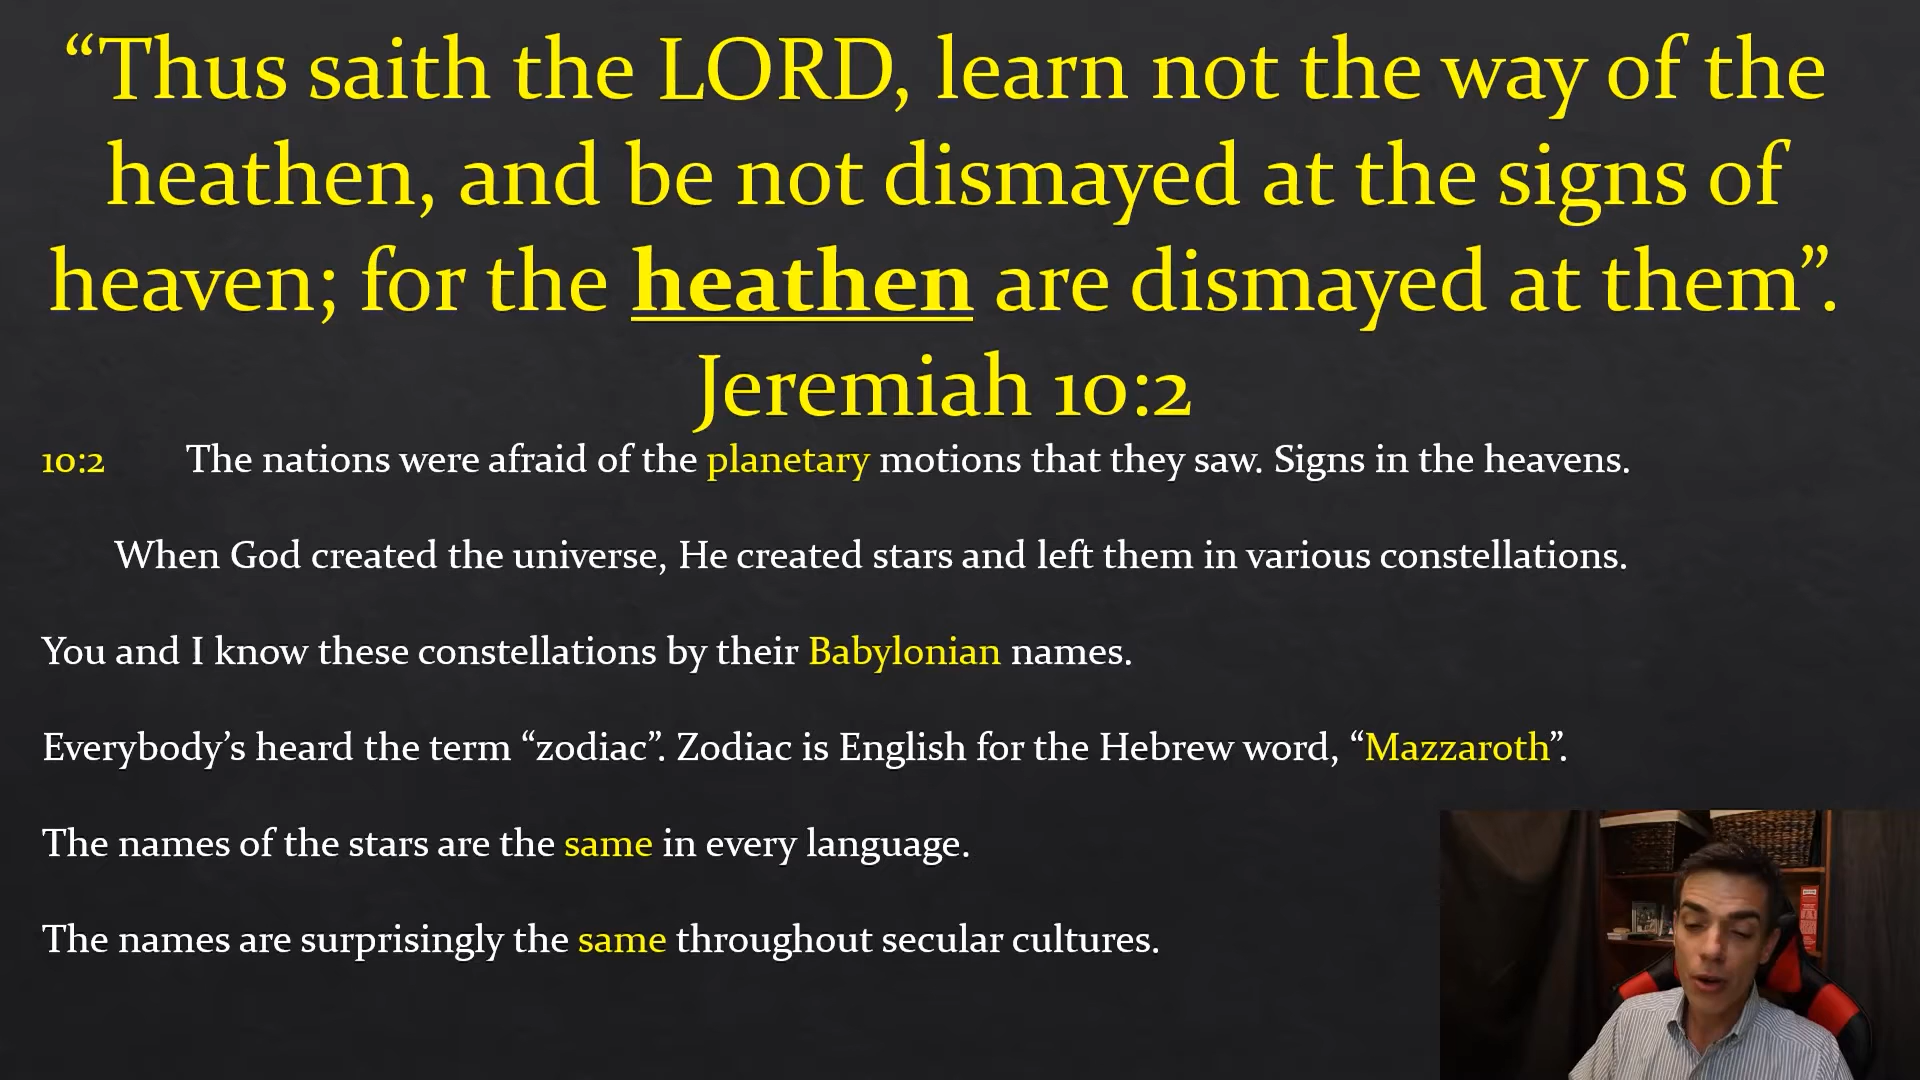 “Thus saith the LORD, learn not the way of the
heathen, and be not dismayed at the signs of
heaven; for the heathen are dismayed at them”.
Jeremiah 10:2
10:2 The nations were afraid of the planetary motions that they saw. Signs in the heavens.
When God created the universe, He created stars and left them in various constellations.
You and I know these constellations by their Babylonian names.
Everybody’s heard the term “zodiac”. Zodiac is English for the Hebrew word, “Mazzaroth”.
The names of the stars are the same in every language.
The names are surprisingly the same throughout secular cultures.